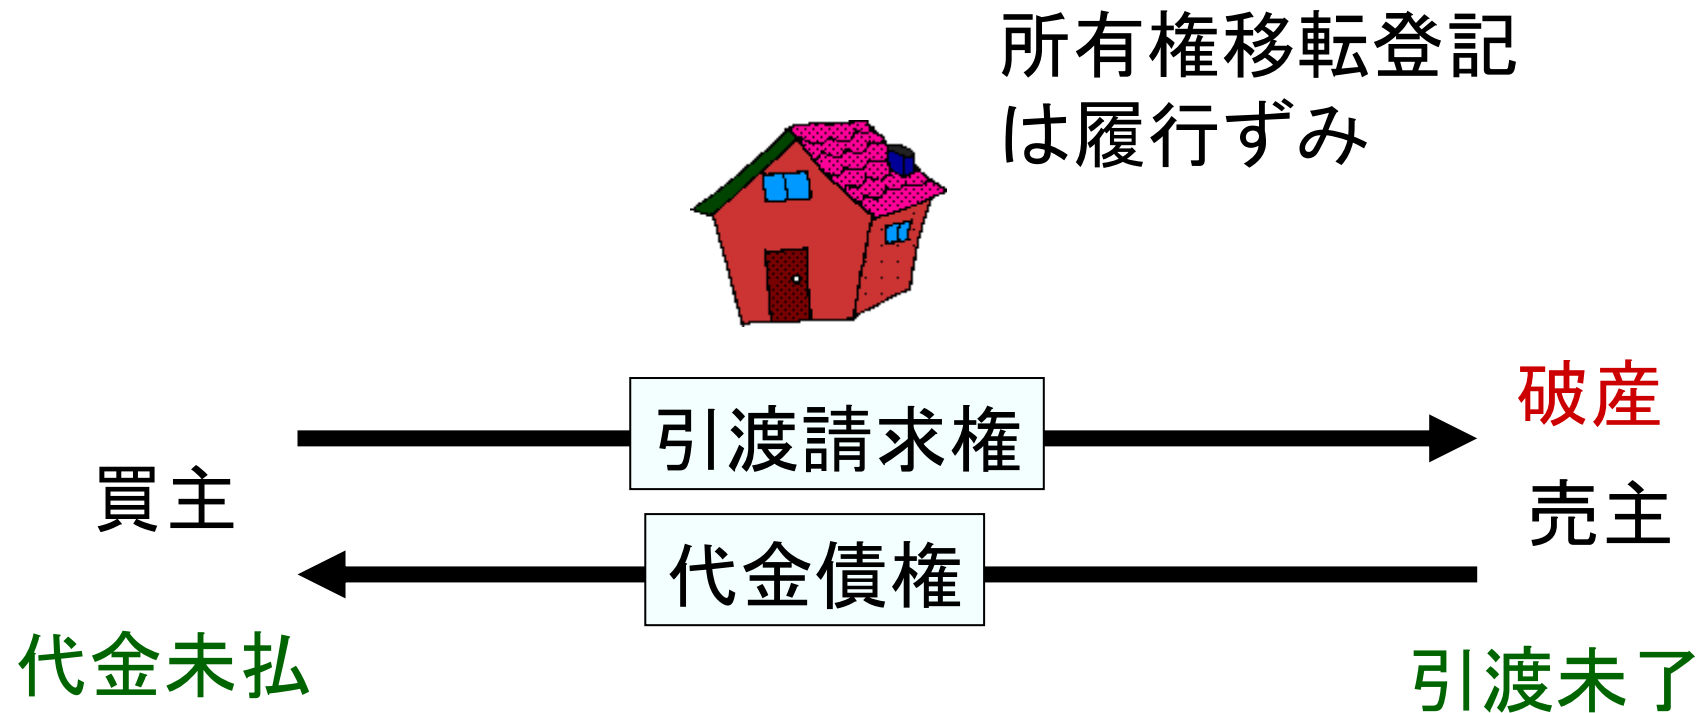 所有権移転登記
は履行ずみ
破産
引渡請求権
買主
売主
代金債権
代金未払
引渡未了